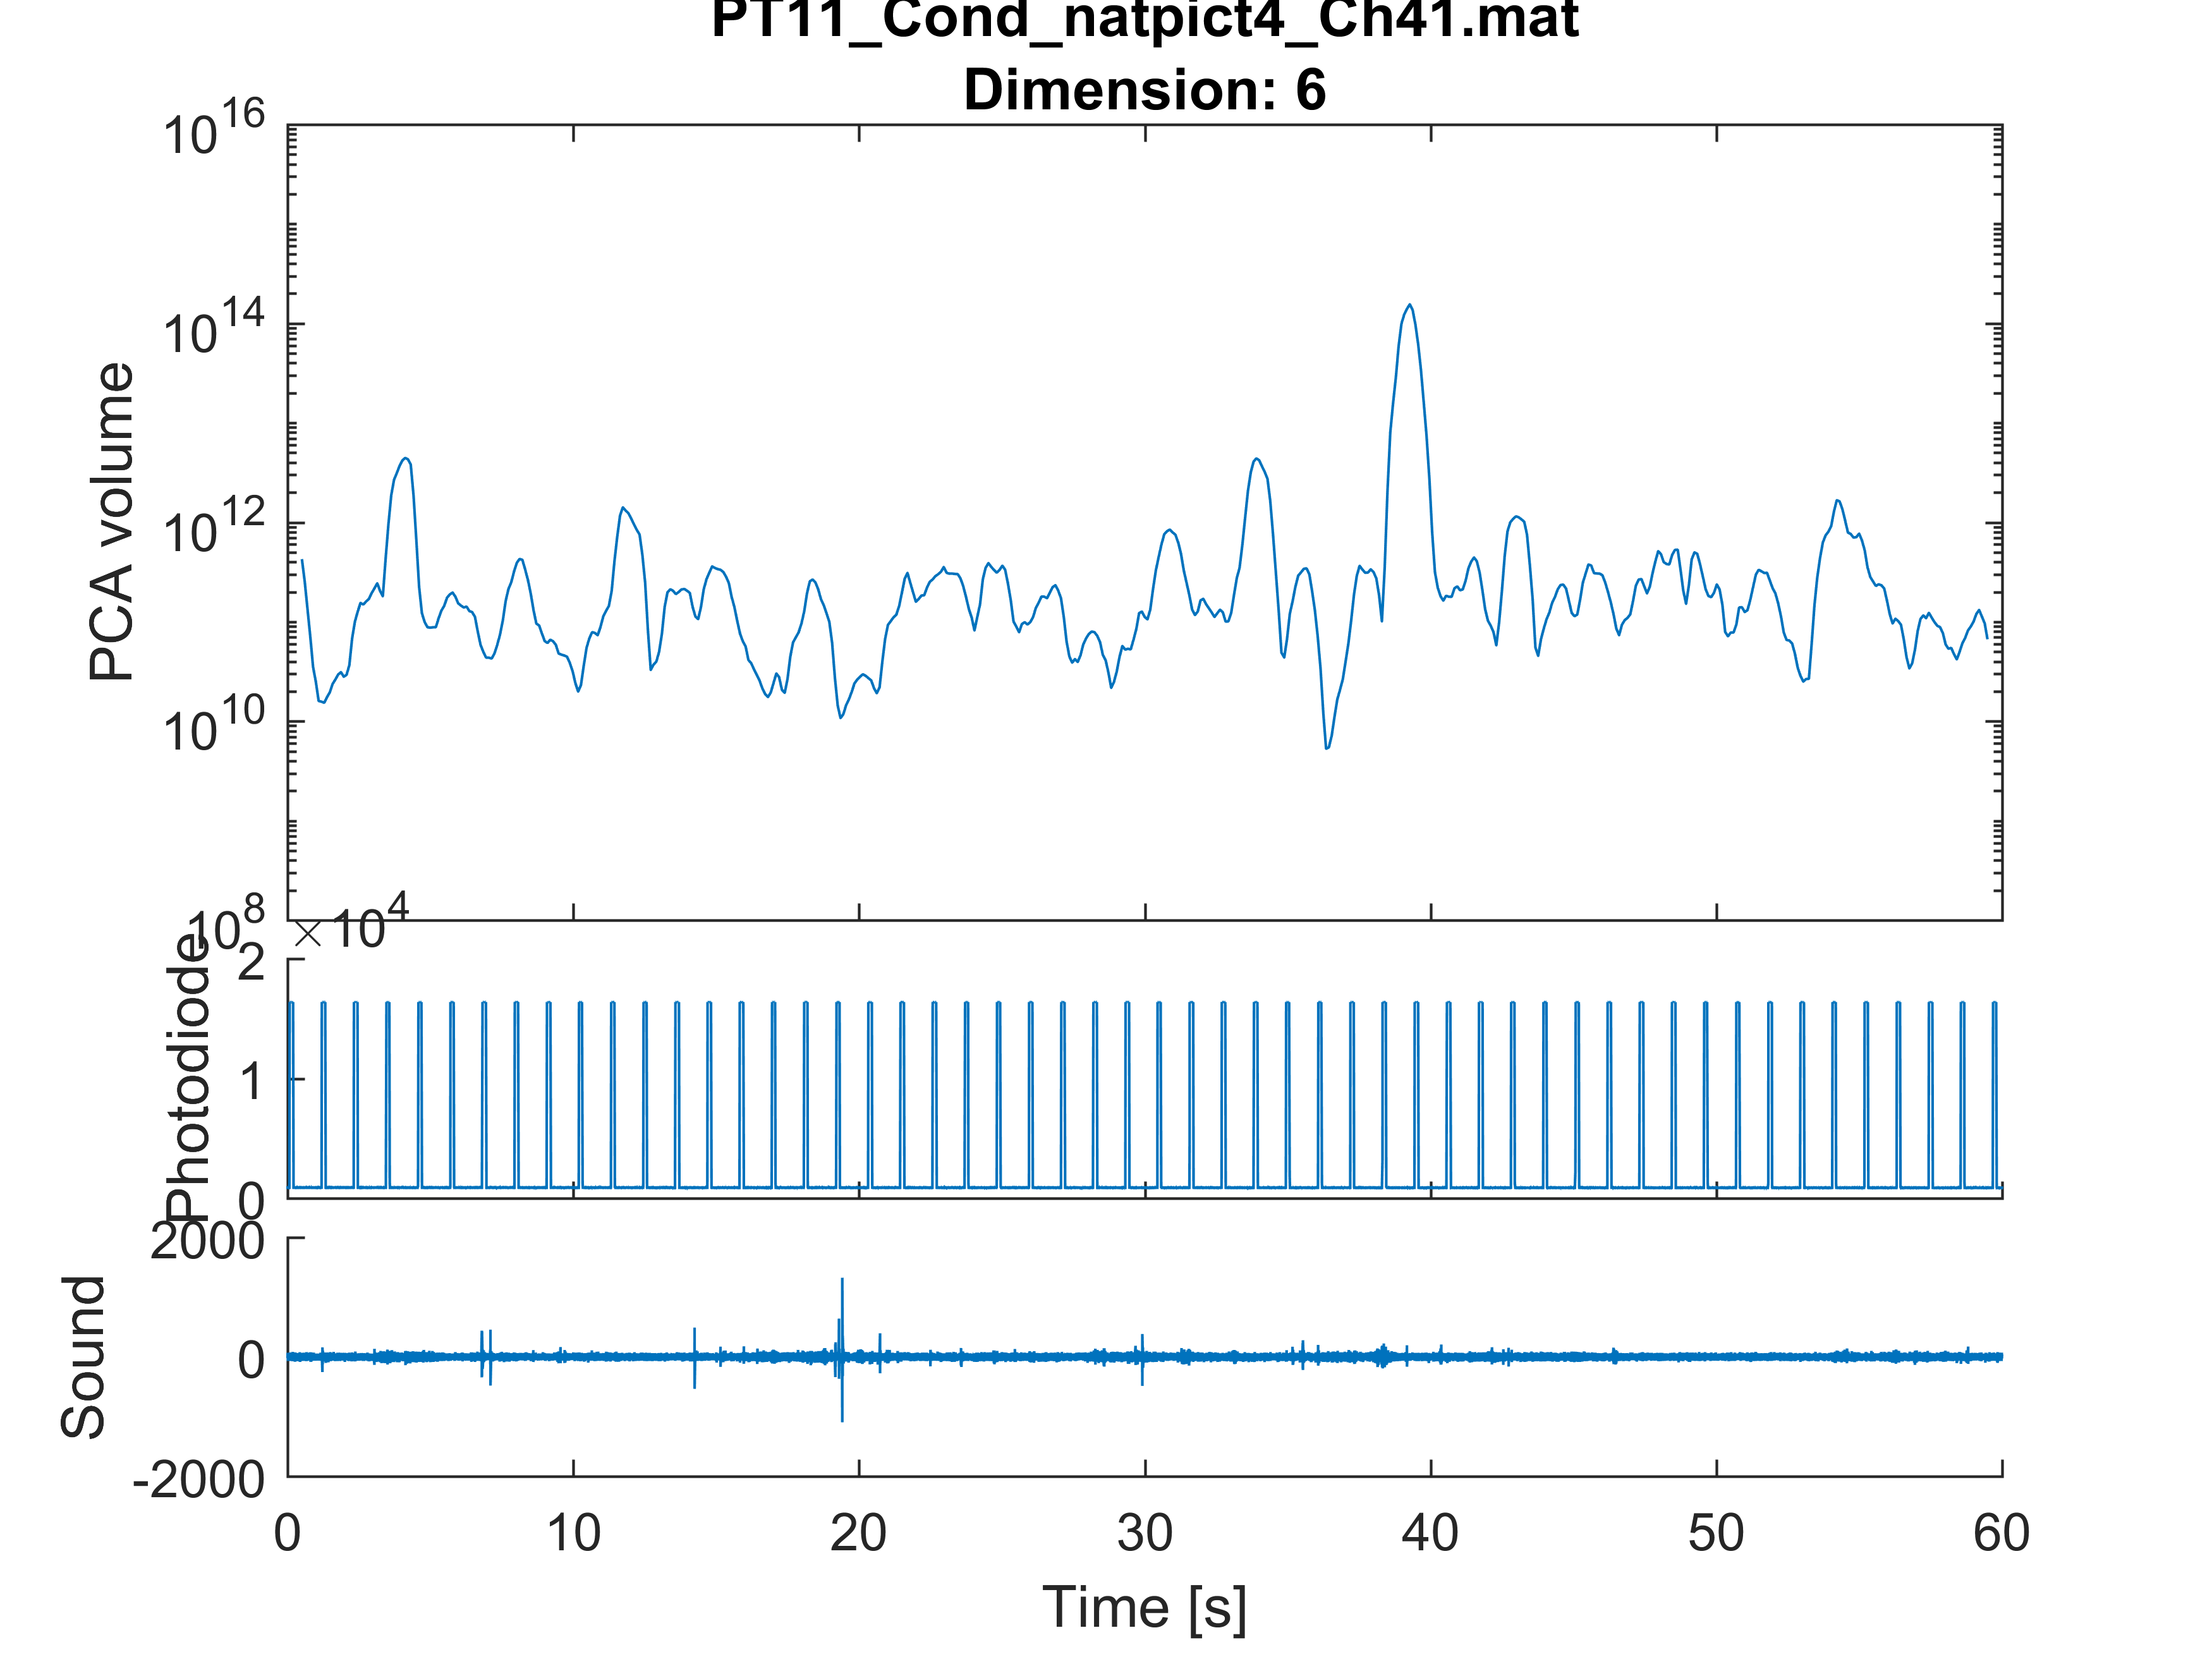 PT11_Cond_natpict4_Ch41.mat
Dimension: 6
10^16
10^14
10^12
10^10
10^8
PCA volume
× 10^4
2
1
0
Photodiode
2000
0
-2000
Sound
0 10 20 30 40 50 60
Time [s]